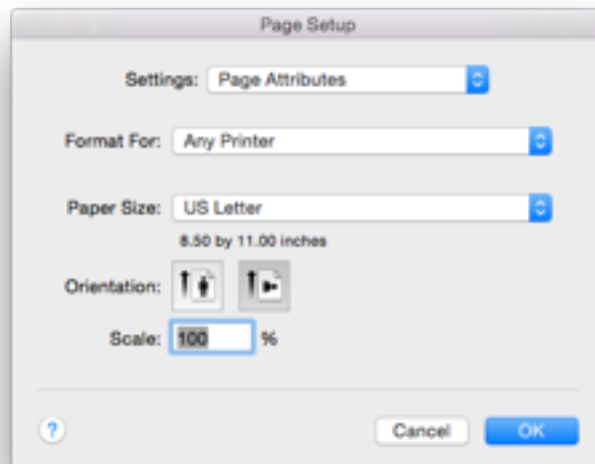 Page Setup
Settings: Page Attributes
Format For: Any Printer
Paper Size: US Letter
8.50 by 11.00 inches
Orientation:
Scale: 100 %
? Cancel OK